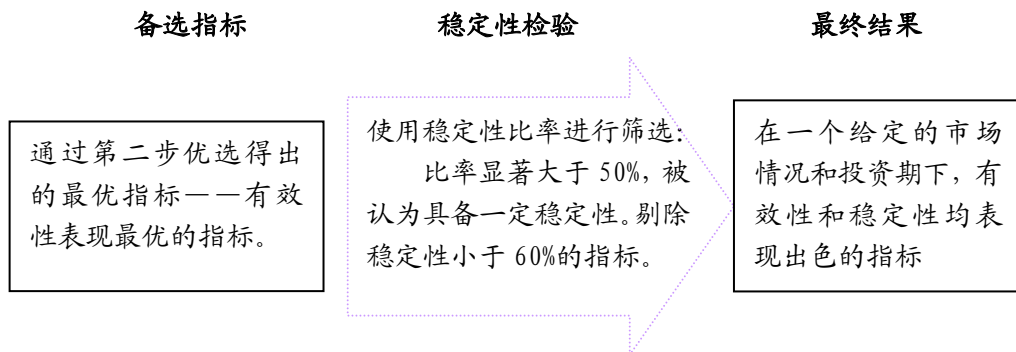 备选指标
稳定性检验
最终结果
通过第二步优选得出
的最优指标——有效
性表现最优的指标。
使用稳定性比率进行筛选：
比率显著大于 50%，被
认为具备一定稳定性。剔除
稳定性小于 60%的指标。
在一个给定的市场
情况和投资期下，有
效性和稳定性均表
现出色的指标